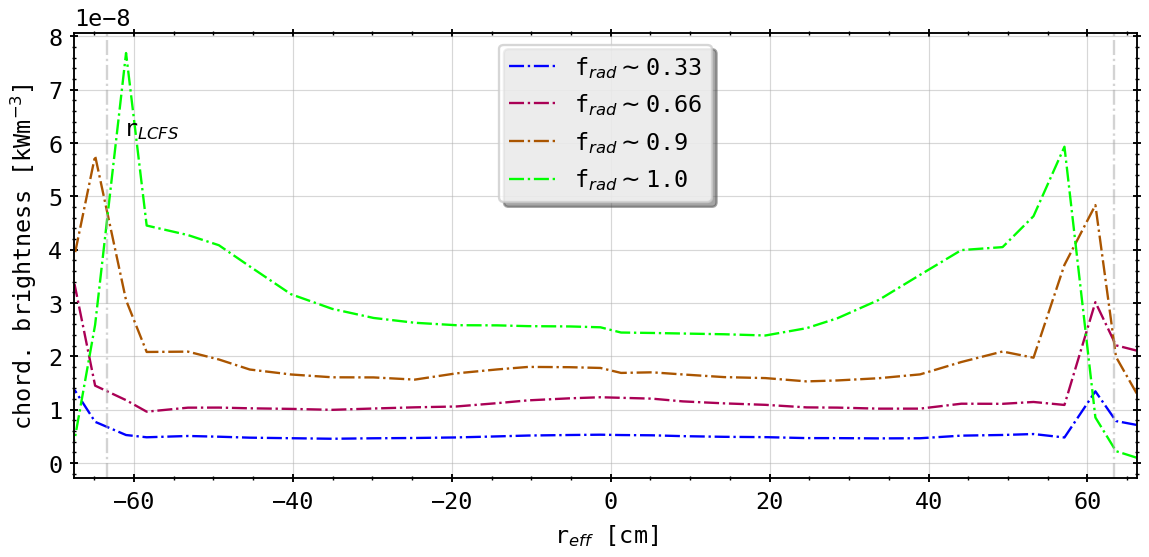 1e−8
8
7
6
5
4
3
2
1
0
chord. brightness [kWm⁻³]
r_LCFS
f_rad ∼ 0.33
f_rad ∼ 0.66
f_rad ∼ 0.9
f_rad ∼ 1.0
−60 −40 −20 0 20 40 60
r_eff [cm]